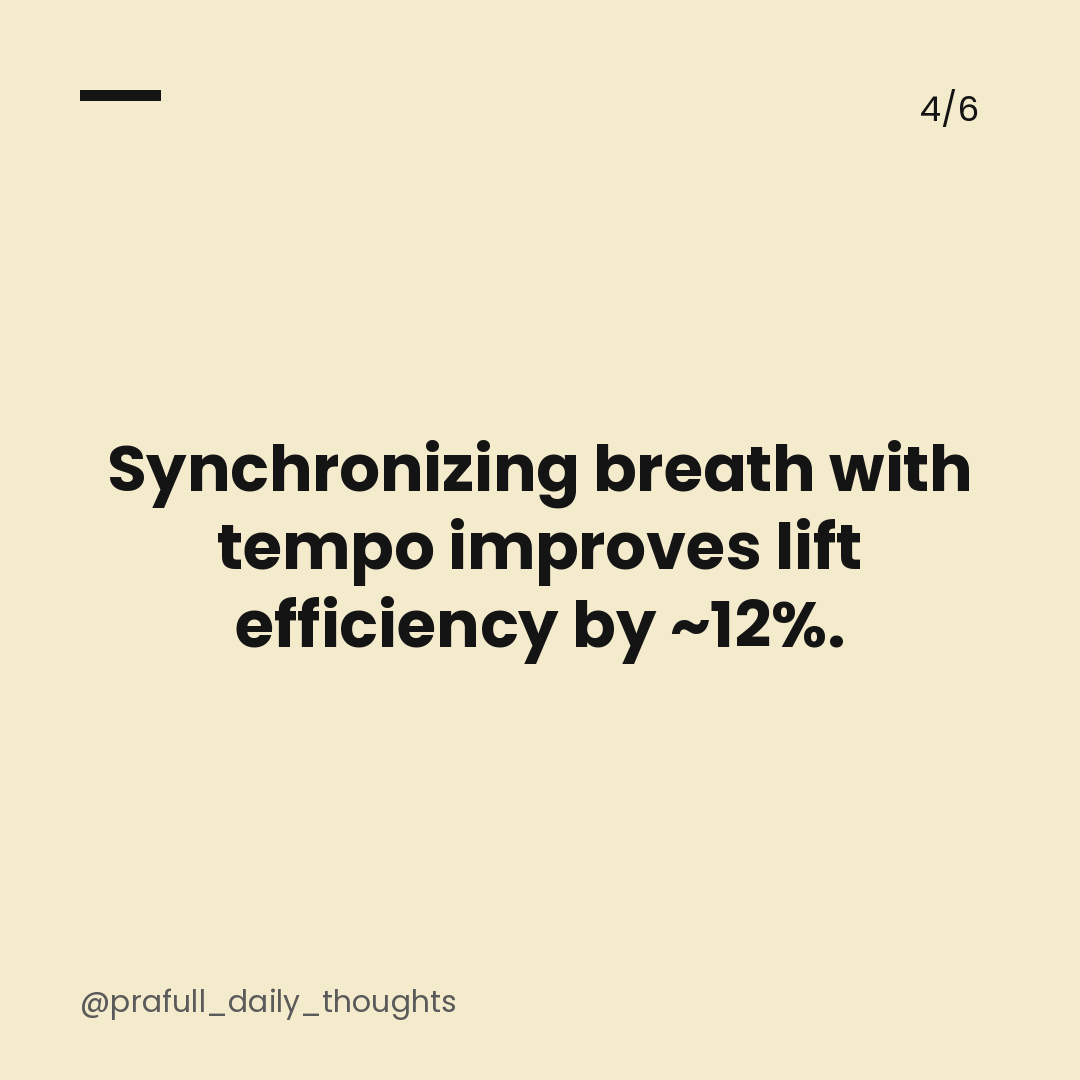 4/6
Synchronizing breath with
tempo improves lift
efficiency by ~12%.
@prafull_daily_thoughts